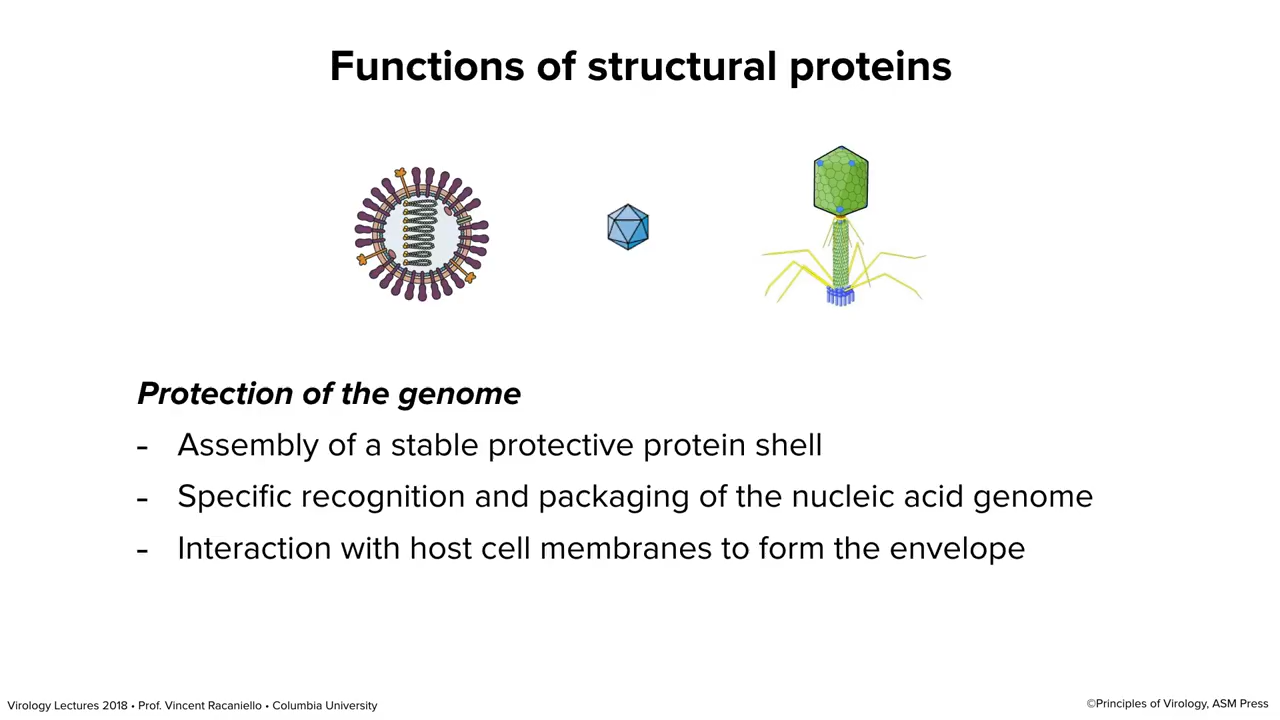 Functions of structural proteins
Protection of the genome
- Assembly of a stable protective protein shell
- Specific recognition and packaging of the nucleic acid genome
- Interaction with host cell membranes to form the envelope
Virology Lectures 2018 • Prof. Vincent Racaniello • Columbia University
©Principles of Virology, ASM Press